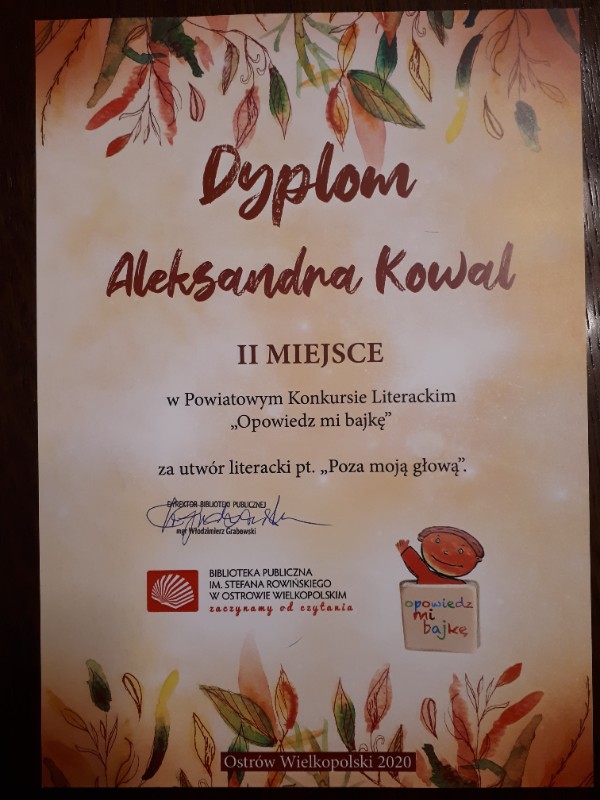 Dyplom
Aleksandra Kowal
II MIEJSCE
w Powiatowym Konkursie Literackim
„Opowiedz mi bajkę”
za utwór literacki pt. „Poza moją głową”.
DYREKTOR BIBLIOTEKI PUBLICZNEJ
mgr Włodzimierz Grabowski
BIBLIOTEKA PUBLICZNA
IM. STEFANA ROWIŃSKIEGO
W OSTROWIE WIELKOPOLSKIM
zaczynamy od czytania
opowiedz
mi
bajkę
Ostrów Wielkopolski 2020